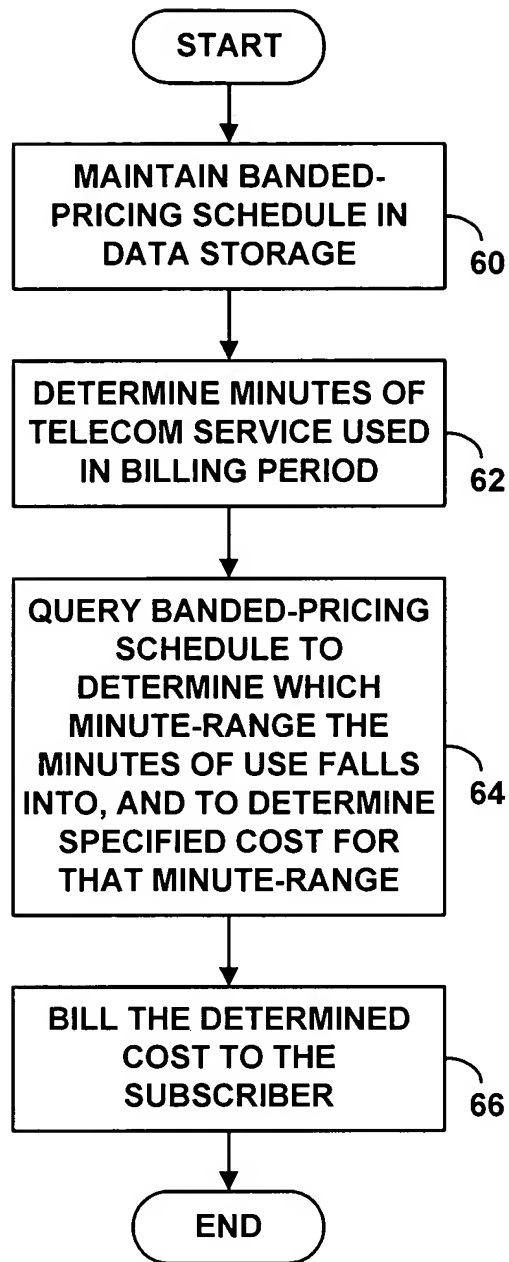 START
MAINTAIN BANDED-
PRICING SCHEDULE IN
DATA STORAGE
60
DETERMINE MINUTES OF
TELECOM SERVICE USED
IN BILLING PERIOD
62
QUERY BANDED-PRICING
SCHEDULE TO
DETERMINE WHICH
MINUTE-RANGE THE
MINUTES OF USE FALLS
INTO, AND TO DETERMINE
SPECIFIED COST FOR
THAT MINUTE-RANGE
64
BILL THE DETERMINED
COST TO THE
SUBSCRIBER
66
END